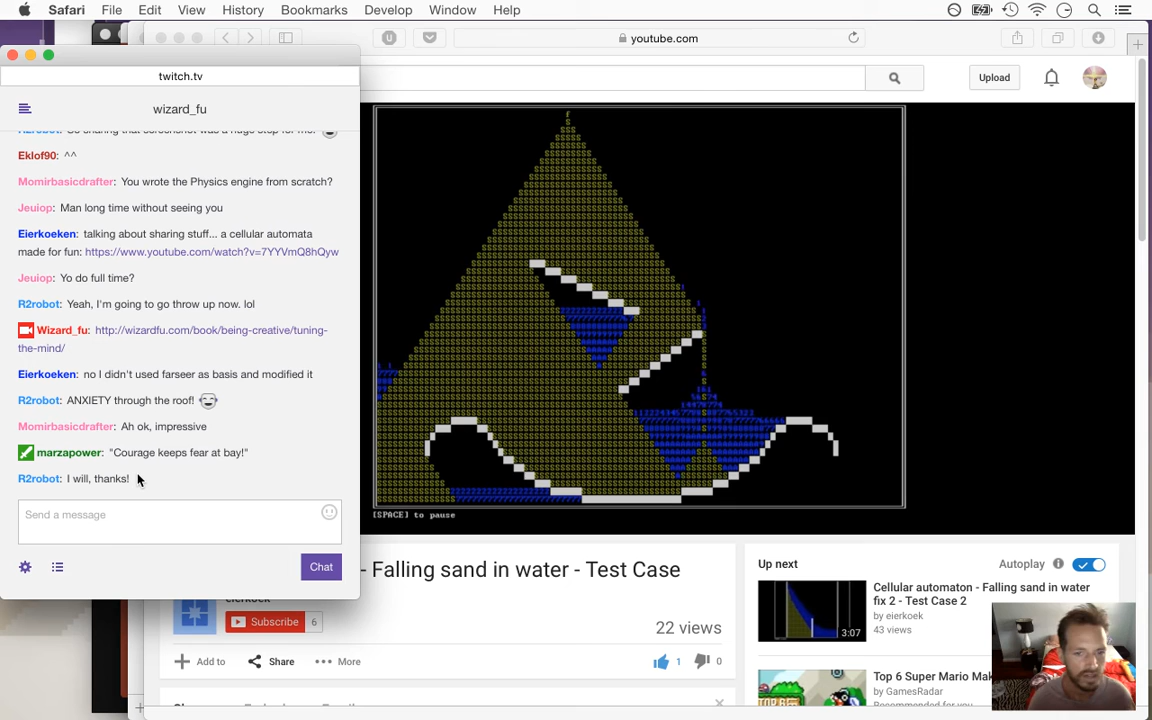 Safari File Edit View History Bookmarks Develop Window Help
youtube.com
twitch.tv
wizard_fu
Upload
Eklof90: ^^
Momirbasicdrafter: You wrote the Physics engine from scratch?
Jeuiop: Man long time without seeing you
Eierkoeken: talking about sharing stuff... a cellular automata
made for fun: https://www.youtube.com/watch?v=7YYVmQ8hQyw
Jeuiop: Yo do full time?
R2robot: Yeah, I'm going to go throw up now. lol
Wizard_fu: http://wizardfu.com/book/being-creative/tuning-
the-mind/
Eierkoeken: no I didn't used farseer as basis and modified it
R2robot: ANXIETY through the roof!
Momirbasicdrafter: Ah ok, impressive
marzapower: "Courage keeps fear at bay!"
R2robot: I will, thanks!
Send a message
Chat
[SPACE] to pause
- Falling sand in water - Test Case
Subscribe 6
22 views
Add to Share More
1 0
Up next
Autoplay
Cellular automaton - Falling sand in water
fix 2 - Test Case 2
by eierkoek
43 views
3:07
Top 6 Super Mario Mak
by GamesRadar